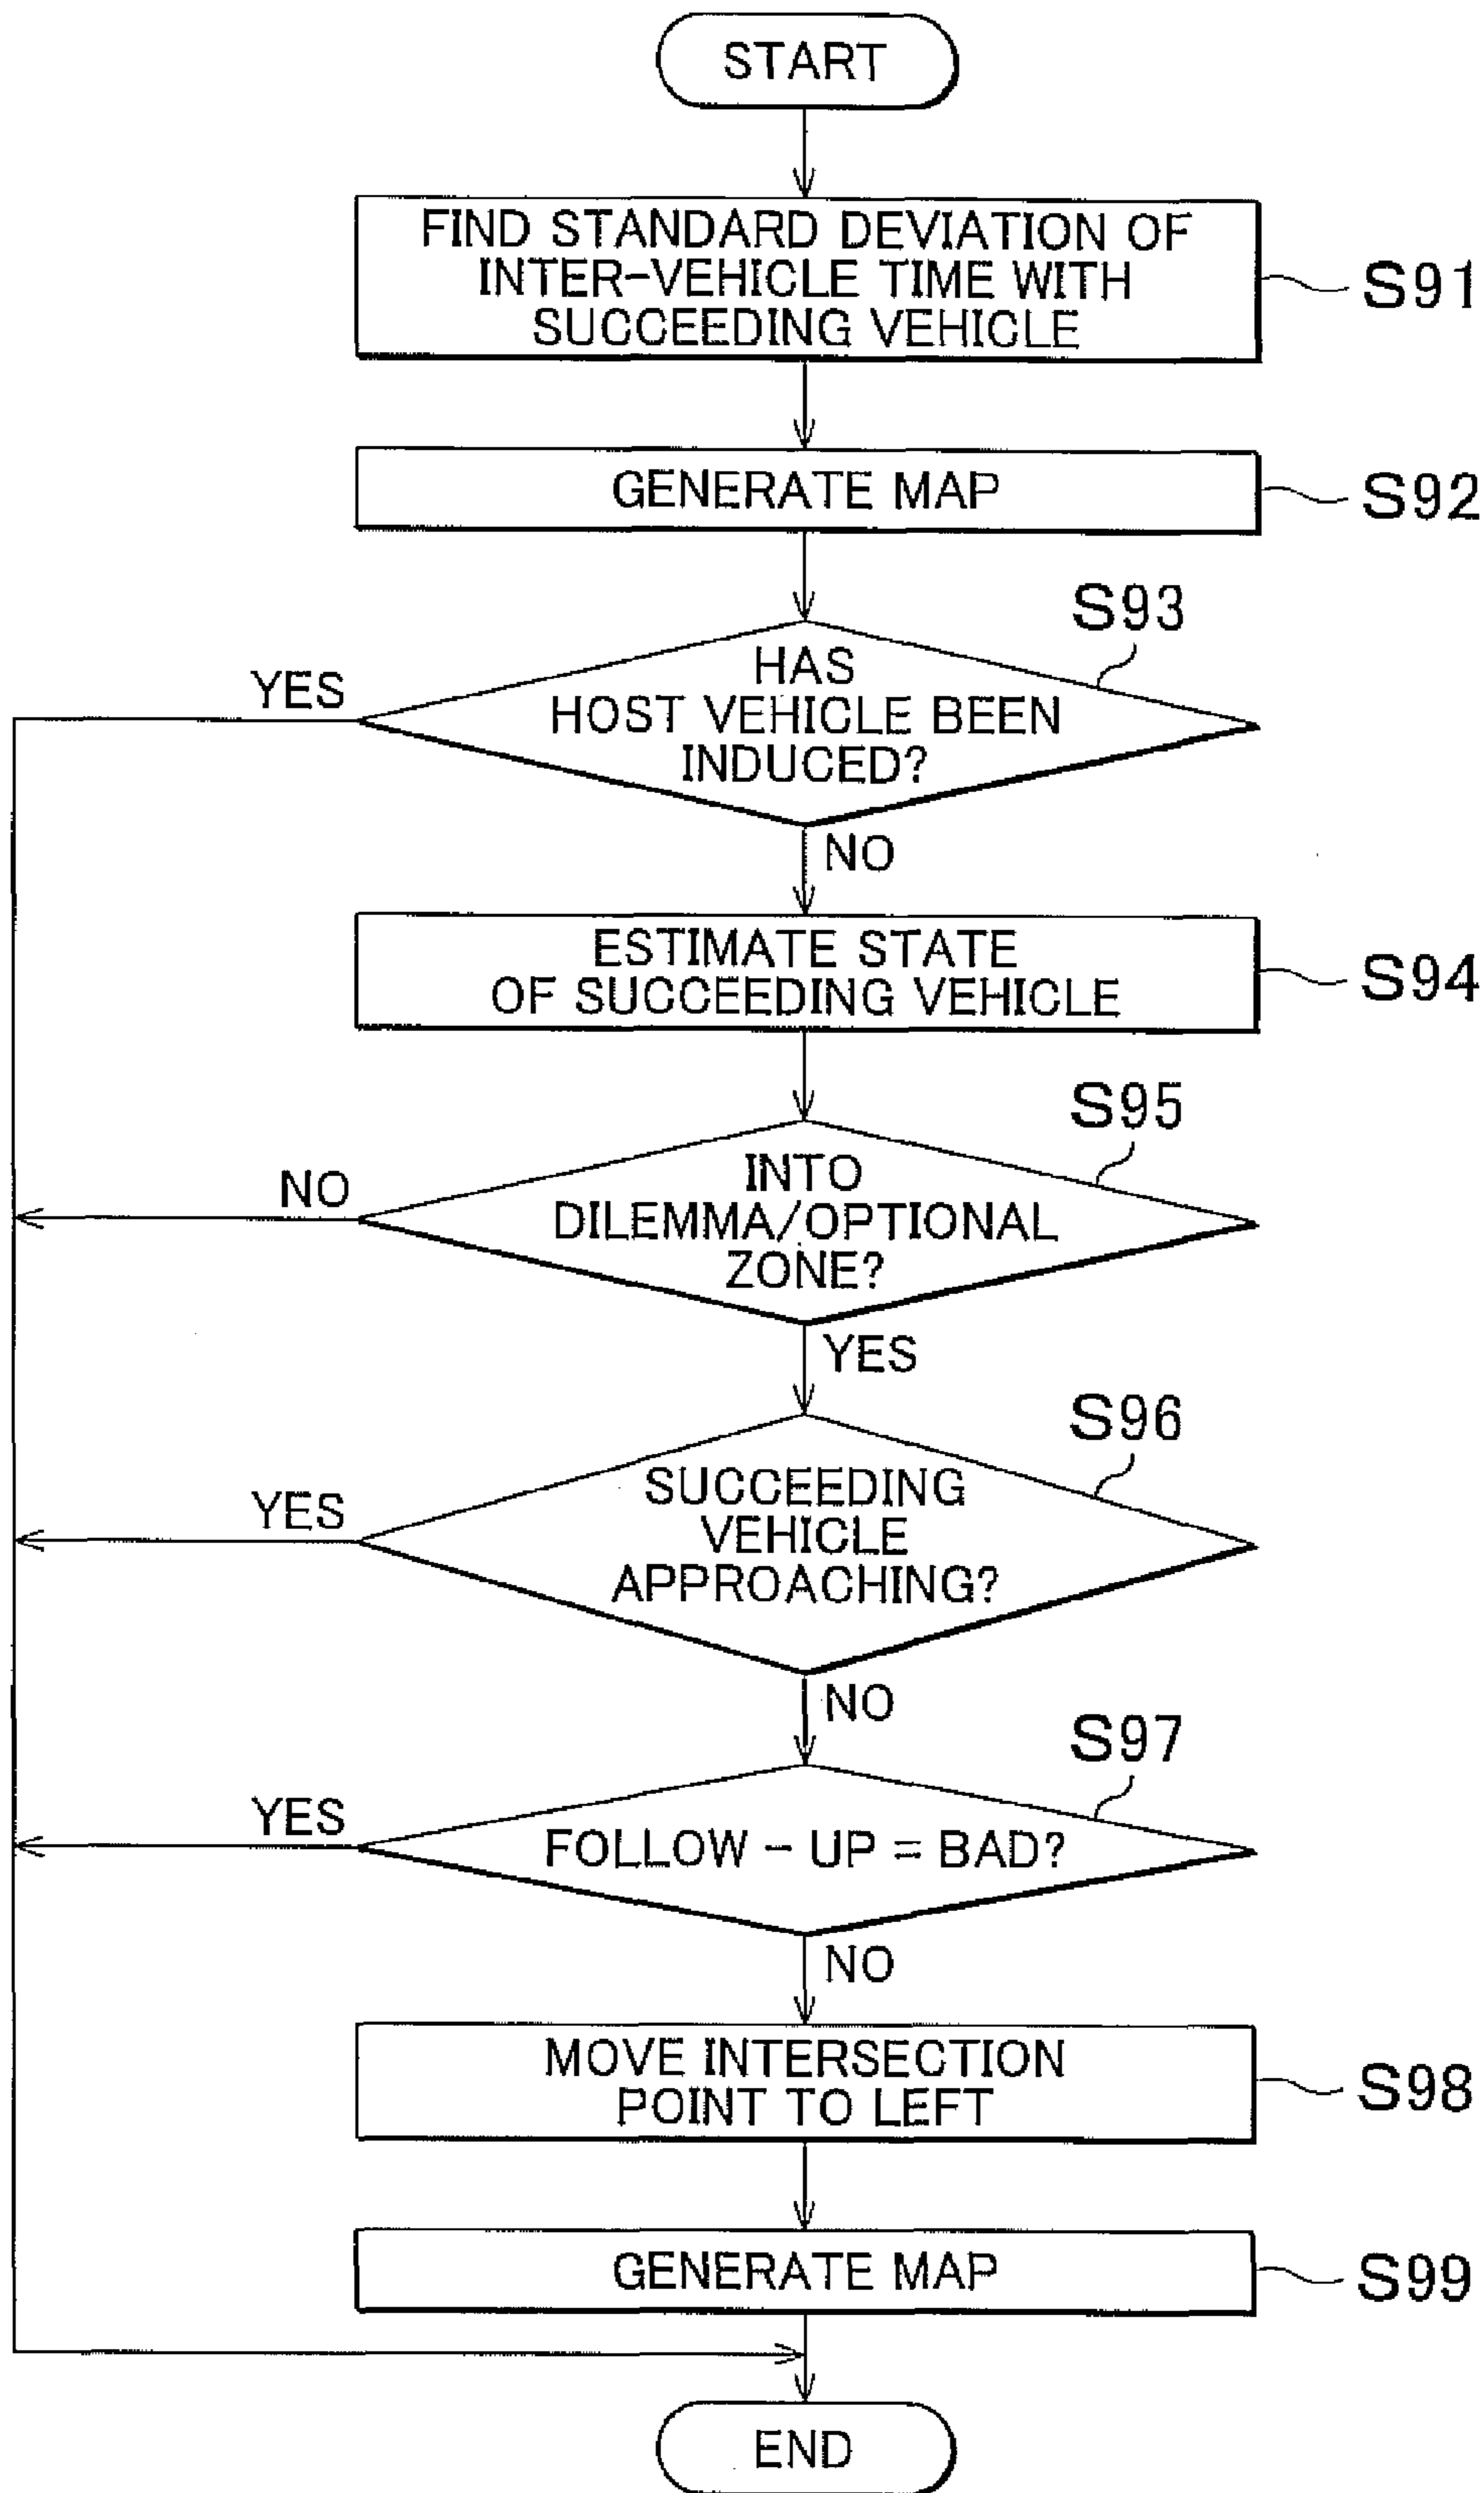 START
FIND STANDARD DEVIATION OF
INTER-VEHICLE TIME WITH
SUCCEEDING VEHICLE
S91
GENERATE MAP
S92
S93
HAS
HOST VEHICLE BEEN
INDUCED?
YES
NO
ESTIMATE STATE
OF SUCCEEDING VEHICLE
S94
S95
INTO
DILEMMA/OPTIONAL
ZONE?
NO
YES
S96
SUCCEEDING
VEHICLE
APPROACHING?
YES
NO
S97
FOLLOW - UP = BAD?
YES
NO
MOVE INTERSECTION
POINT TO LEFT
S98
GENERATE MAP
S99
END